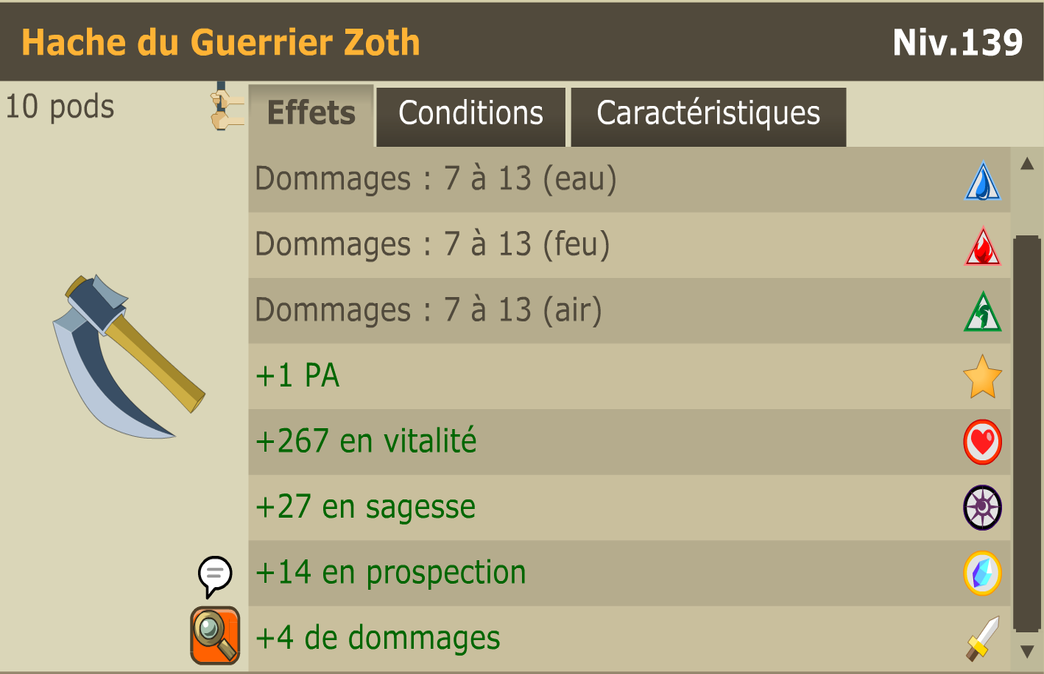 Hache du Guerrier Zoth
Niv.139
10 pods
Effets
Conditions
Caractéristiques
Dommages : 7 à 13 (eau)
Dommages : 7 à 13 (feu)
Dommages : 7 à 13 (air)
+1 PA
+267 en vitalité
+27 en sagesse
+14 en prospection
+4 de dommages